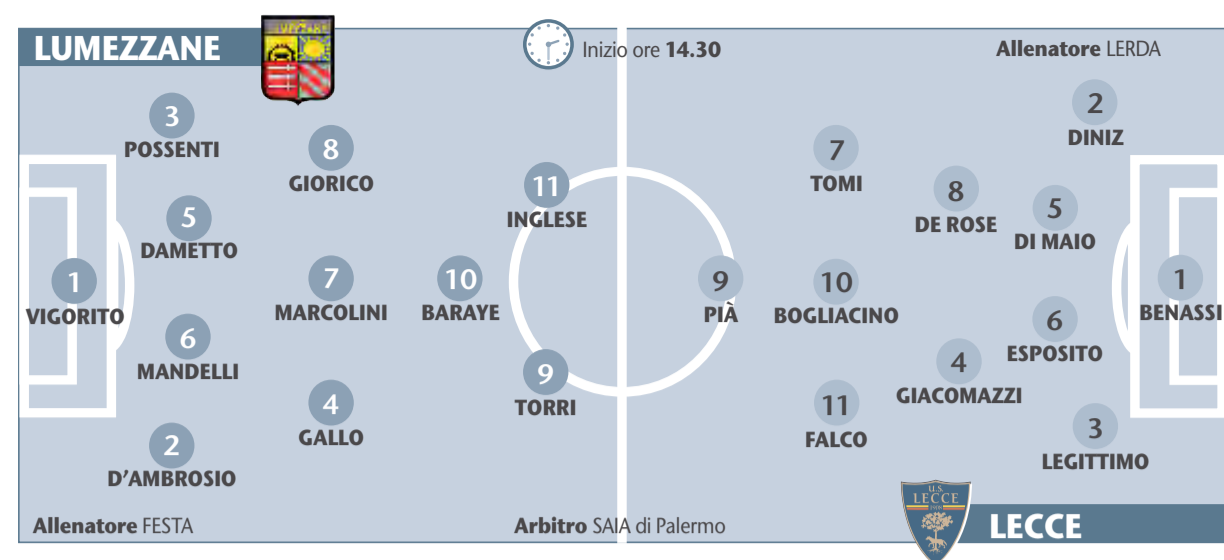 LUMEZZANE
Inizio ore 14.30
Allenatore LERDA
3
POSSENTI
8
GIORICO
5
DAMETTO
11
INGLESE
1
VIGORITO
7
MARCOLINI
10
BARAYE
6
MANDELLI
9
TORRI
4
GALLO
2
D'AMBROSIO
Allenatore FESTA
Arbitro SAIA di Palermo
2
DINIZ
7
TOMI
8
DE ROSE
5
DI MAIO
9
PIÀ
10
BOGLIACINO
1
BENASSI
6
ESPOSITO
4
GIACOMAZZI
11
FALCO
3
LEGITTIMO
U.S.
LECCE
LECCE